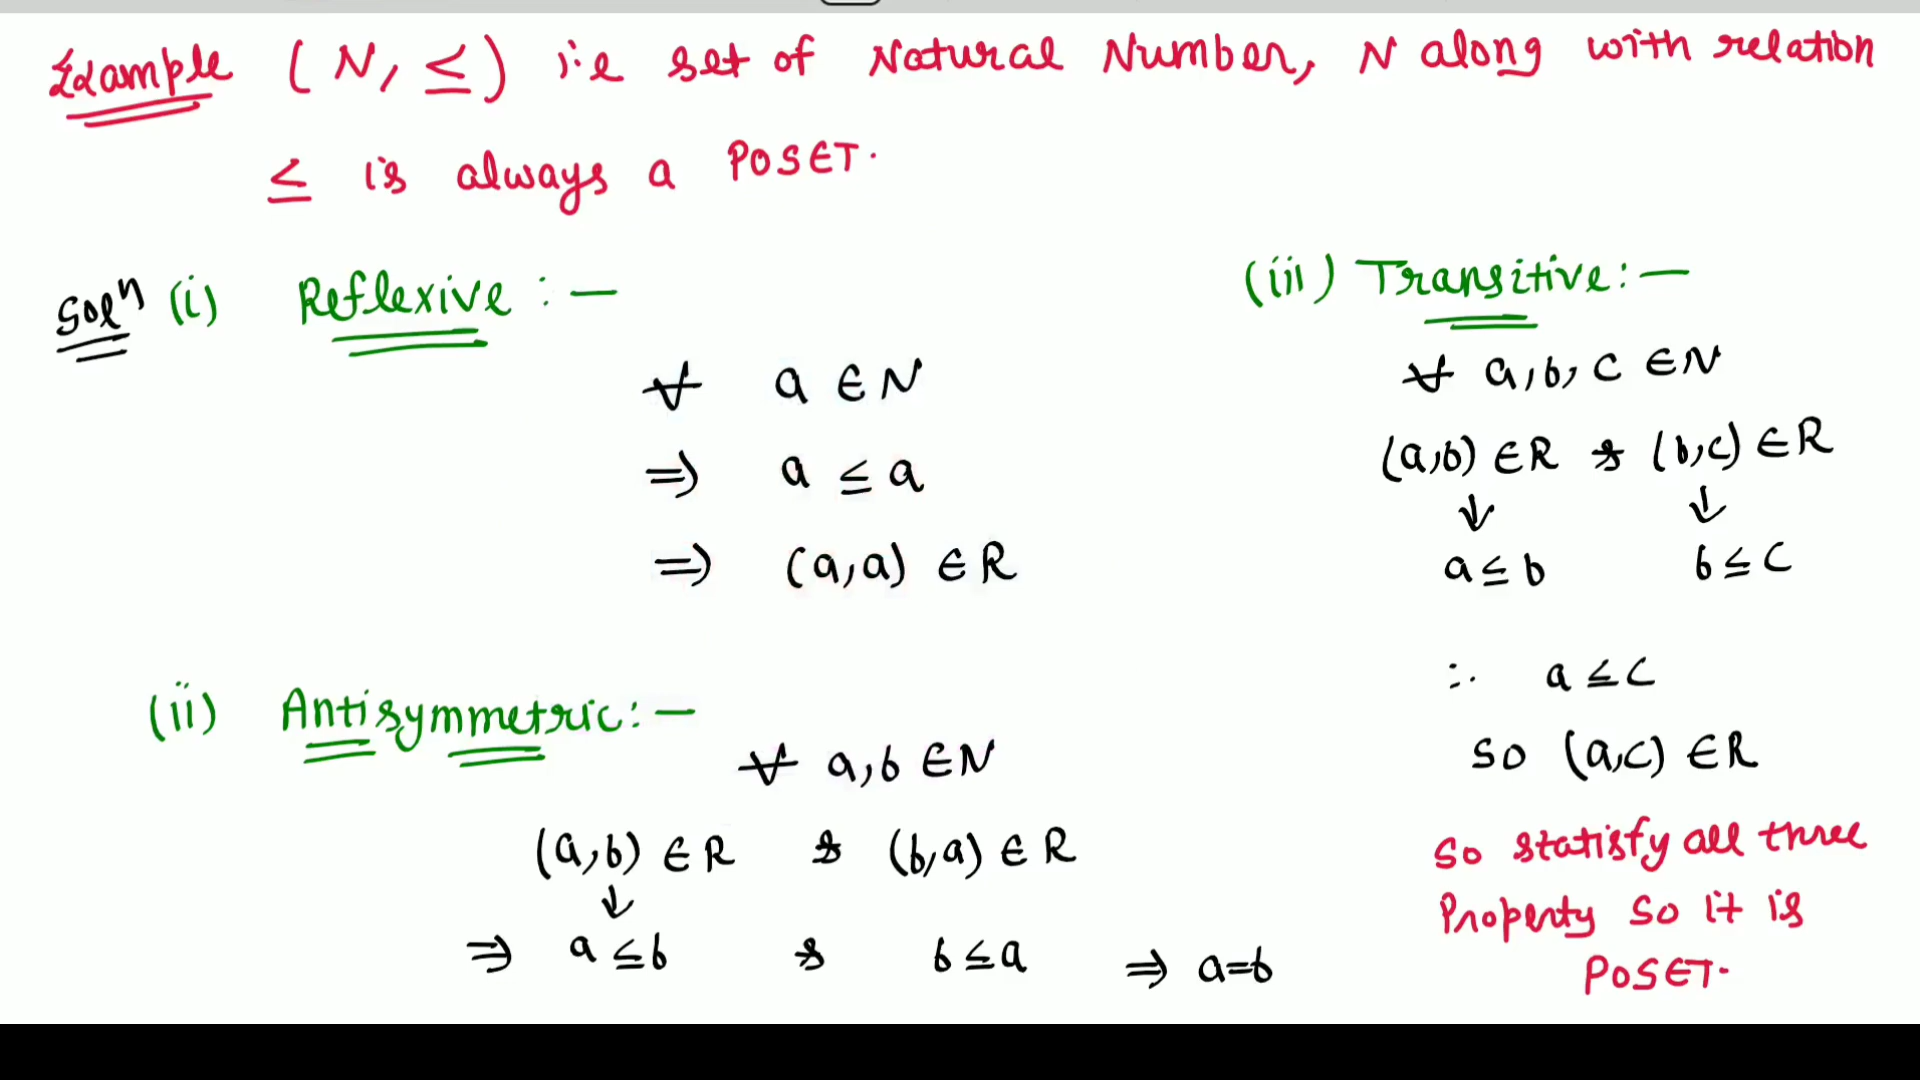 Example (N, ≤) i.e set of Natural Number, N along with relation
≤ is always a POSET.
Solⁿ (i) Reflexive :-
∀ a ∈ N
⇒ a ≤ a
⇒ (a,a) ∈ R
(ii) Antisymmetric :-
∀ a,b ∈ N
(a,b) ∈ R & (b,a) ∈ R
↓
⇒ a ≤ b & b ≤ a ⇒ a=b
(iii) Transitive :-
∀ a,b,c ∈ N
(a,b) ∈ R & (b,c) ∈ R
↓ ↓
a ≤ b b ≤ c
∴ a ≤ c
So (a,c) ∈ R
So statisfy all three
Property so it is
POSET.